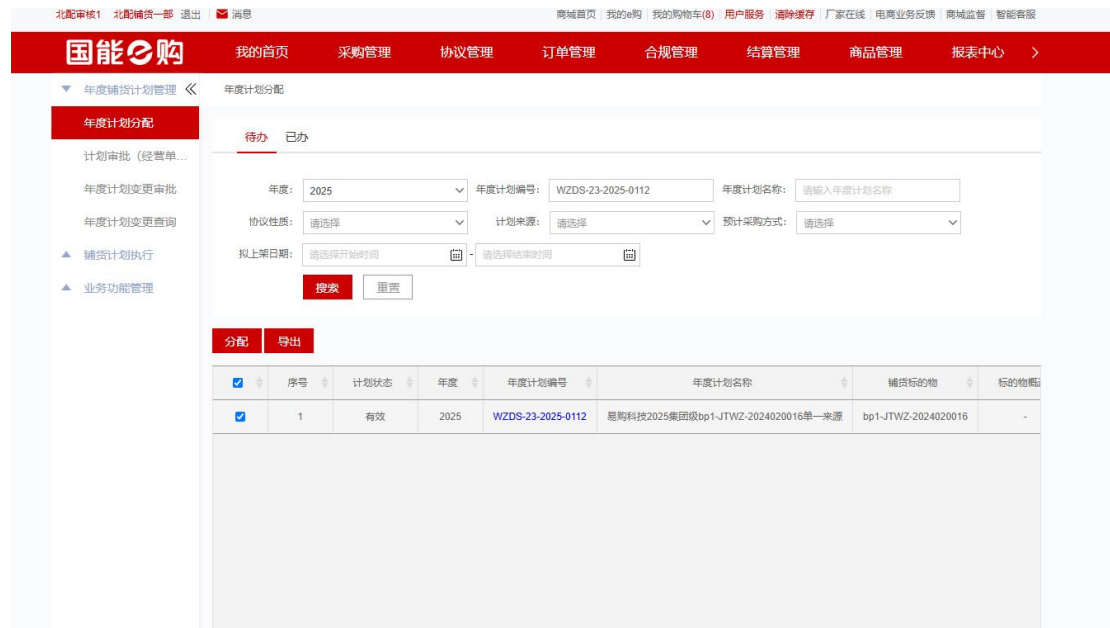 北配审核1 北配铺货一部 退出 消息 商城首页 我的e购 我的购物车(8) 用户服务 清除缓存 厂家在线 电商业务反馈 商城监督 智能客服
国能e购 我的首页 采购管理 协议管理 订单管理 合规管理 结算管理 商品管理 报表中心
年度铺货计划管理 年度计划分配
年度计划分配
待办 已办
计划审批（经营单...
年度计划变更审批 年度: 2025 年度计划编号: WZDS-23-2025-0112 年度计划名称: 请输入年度计划名称
年度计划变更查询 协议性质: 请选择 计划来源: 请选择 预计采购方式: 请选择
铺货计划执行 拟上架日期: 请选择开始时间 - 请选择结束时间
业务功能管理 搜索 重置
分配 导出
序号 计划状态 年度 年度计划编号 年度计划名称 铺货标的物 标的物概
1 有效 2025 WZDS-23-2025-0112 易购科技2025集团级bp1-JTWZ-2024020016单一来源 bp1-JTWZ-2024020016 -